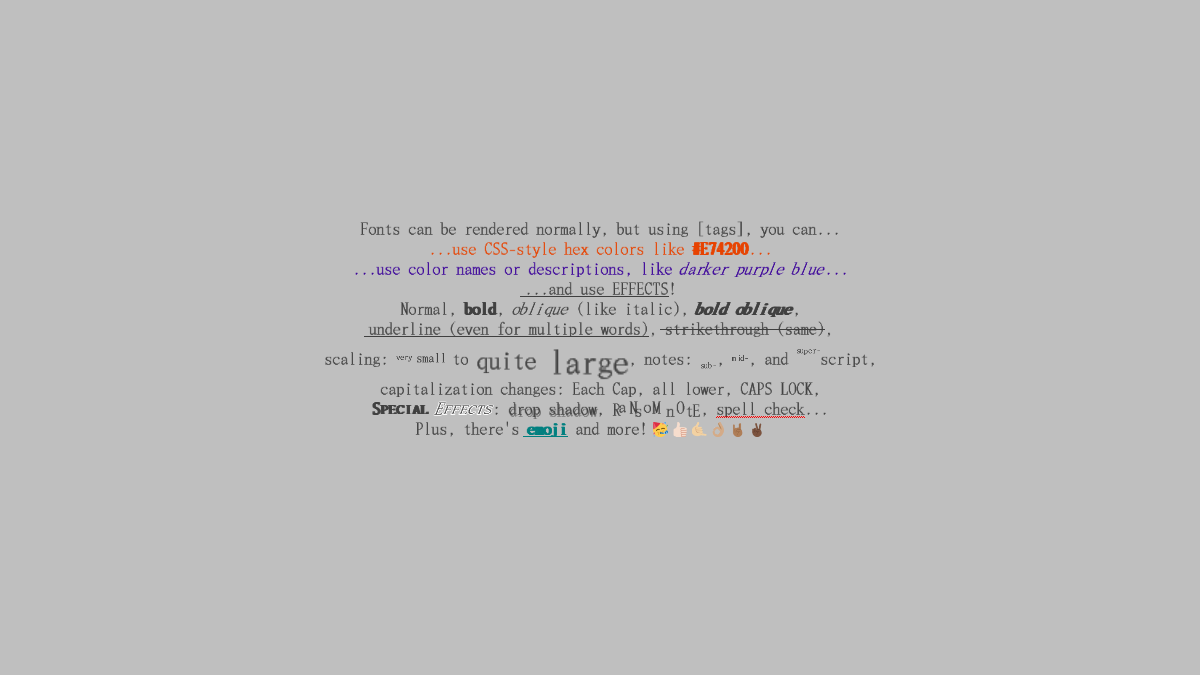 Fonts can be rendered normally, but using [tags], you can...
...use CSS-style hex colors like #E74200...
...use color names or descriptions, like darker purple blue...
...and use EFFECTS!
Normal, bold, oblique (like italic), bold oblique,
underline (even for multiple words), strikethrough (same),
scaling: very small to quite large, notes: sub-, mid-, and super-script,
capitalization changes: Each Cap, all lower, CAPS LOCK,
Special Effects: drop shadow, RaNsoM nOtE, spell check...
Plus, there's emoji and more! 🥳👍🏻🤙🏼👌🏽🤘🏾✌🏿